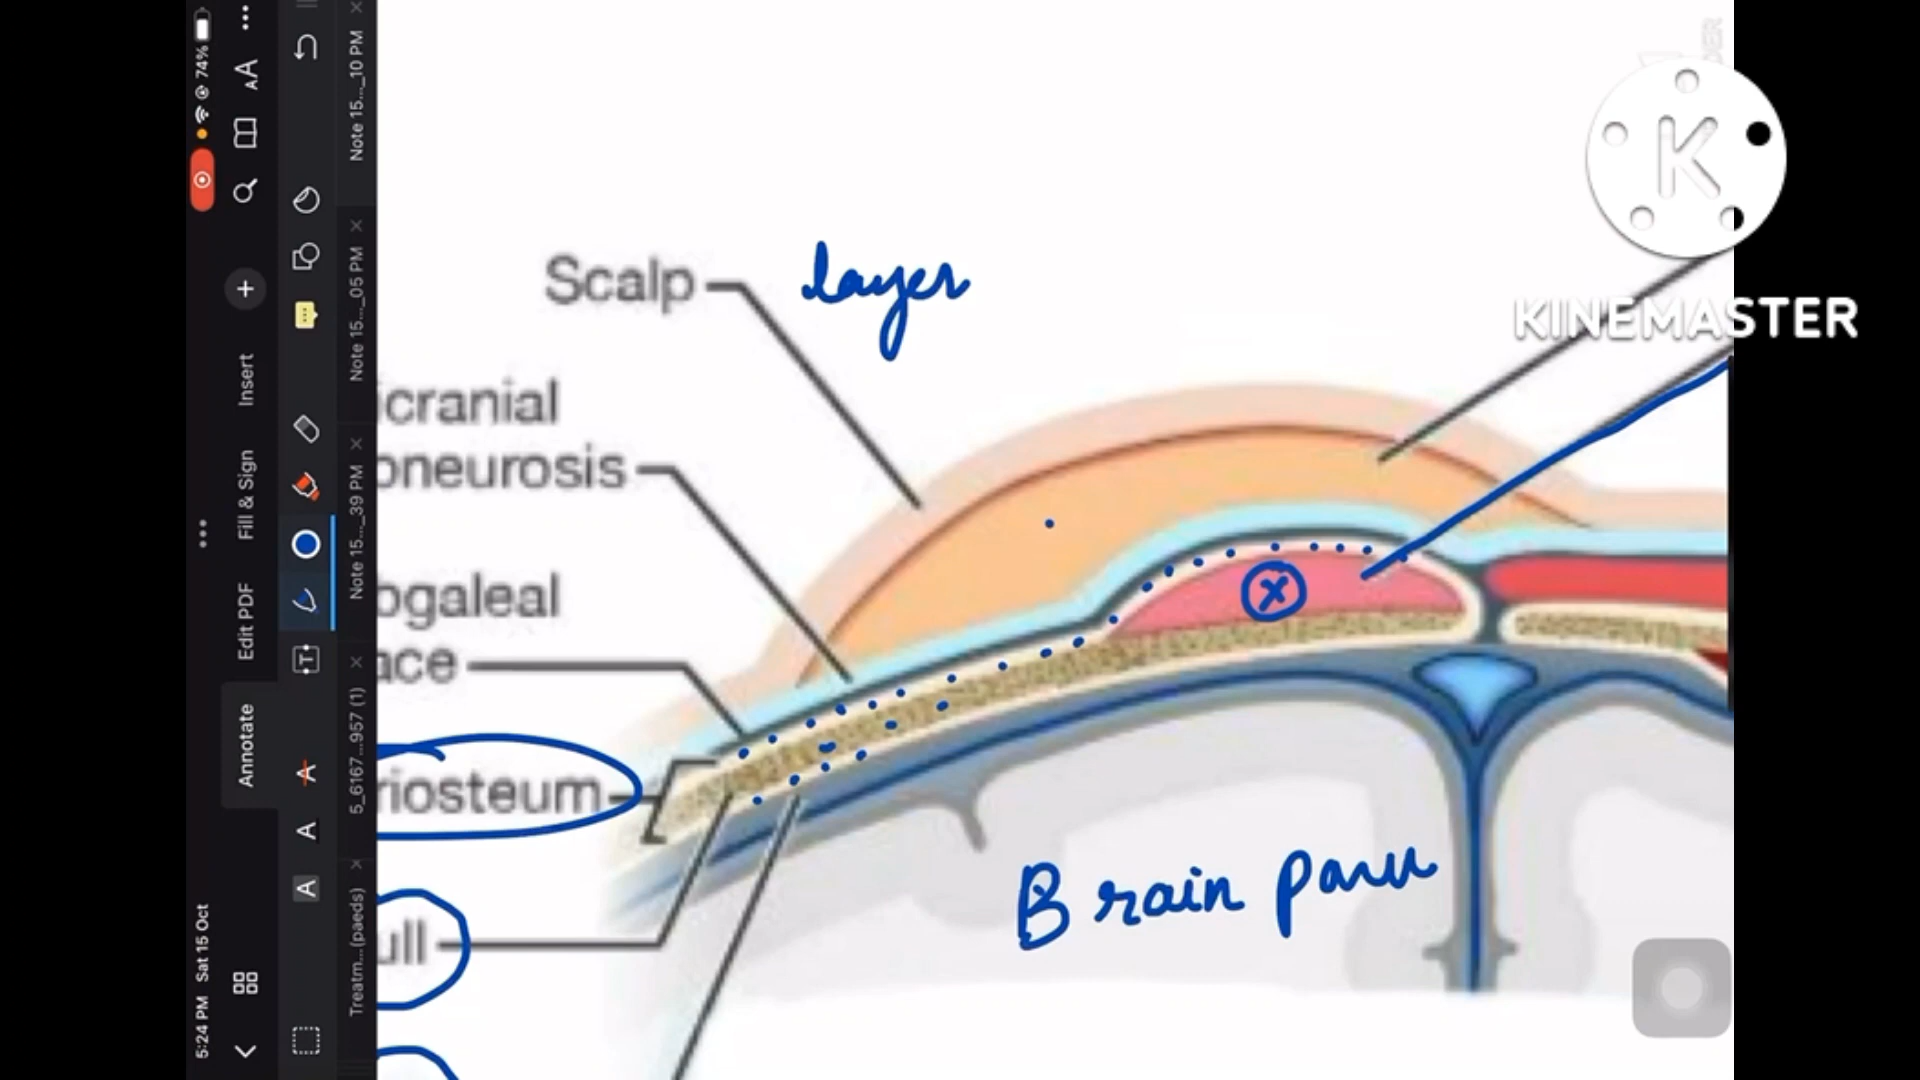 5:24 PM Sat 15 Oct
74%
Annotate
Edit PDF
Fill & Sign
Insert
AA
Treatm...(paeds)
5_6167...957 (1)
Note 15..._39 PM
Note 15..._05 PM
Note 15..._10 PM
K
KINEMASTER
Scalp
layer
icranial
oneurosis
ogaleal
ace
riosteum
ull
x
Brain